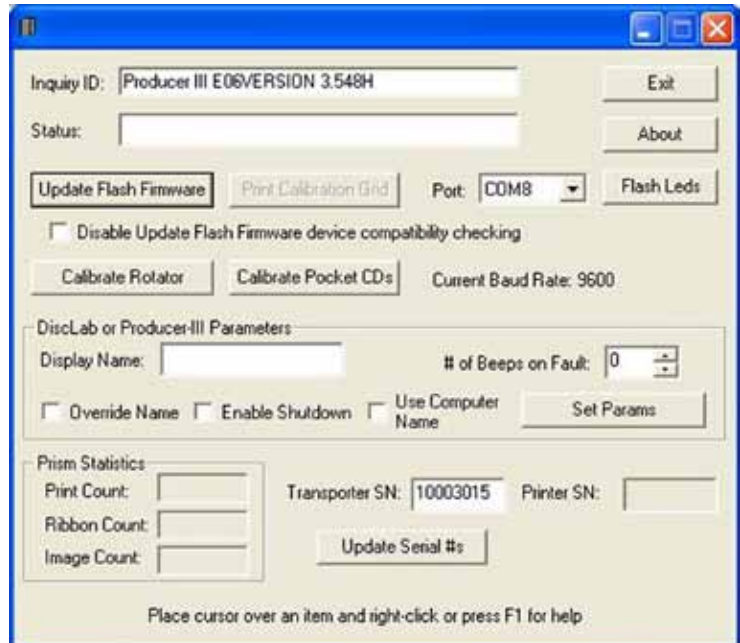 Inquiry ID: Producer III E06VERSION 3.548H Exit
Status: About
Update Flash Firmware Print Calibration Grid Port: COM8 Flash Leds
Disable Update Flash Firmware device compatibility checking
Calibrate Rotator Calibrate Pocket CDs Current Baud Rate: 9600
DiscLab or Producer-III Parameters
Display Name: # of Beeps on Fault: 0
Override Name Enable Shutdown Use Computer Name Set Params
Prism Statistics
Print Count: Transporter SN: 10003015 Printer SN:
Ribbon Count:
Image Count: Update Serial #s
Place cursor over an item and right-click or press F1 for help